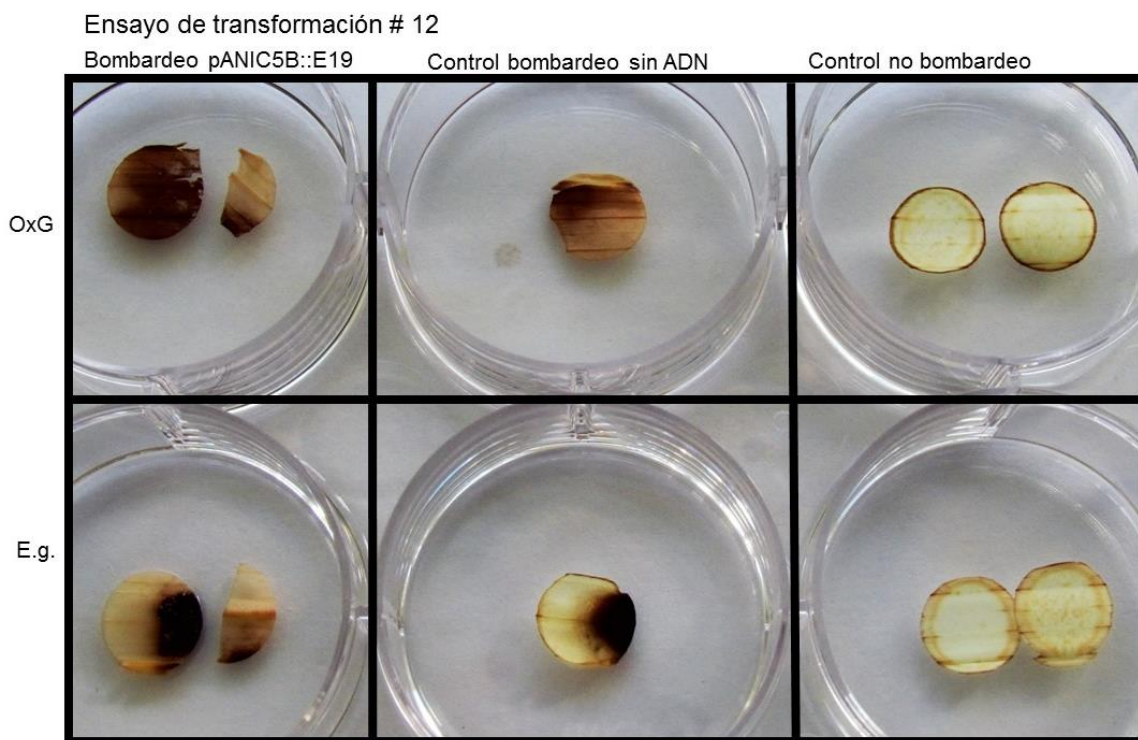 Ensayo de transformación # 12
Bombardeo pANIC5B::E19
Control bombardeo sin ADN
Control no bombardeo
OxG
E.g.